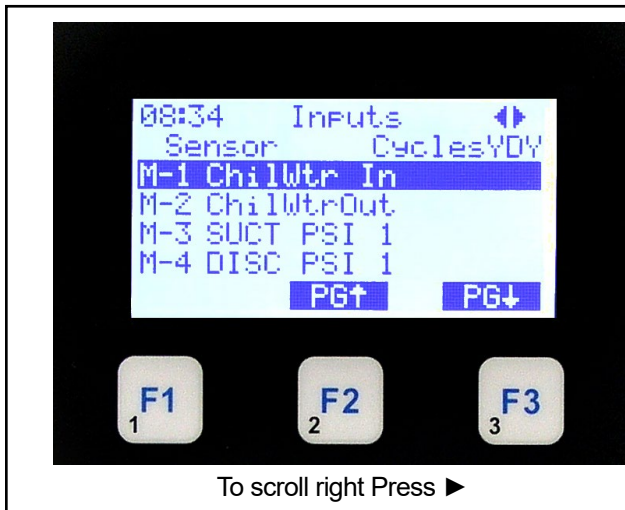 08:34 Inputs ◀▶
Sensor CyclesYDY
M-1 ChilWtr In
M-2 ChilWtrOut
M-3 SUCT PSI 1
M-4 DISC PSI 1
PG↑ PG↓
F1 F2 F3
1 2 3
To scroll right Press ►